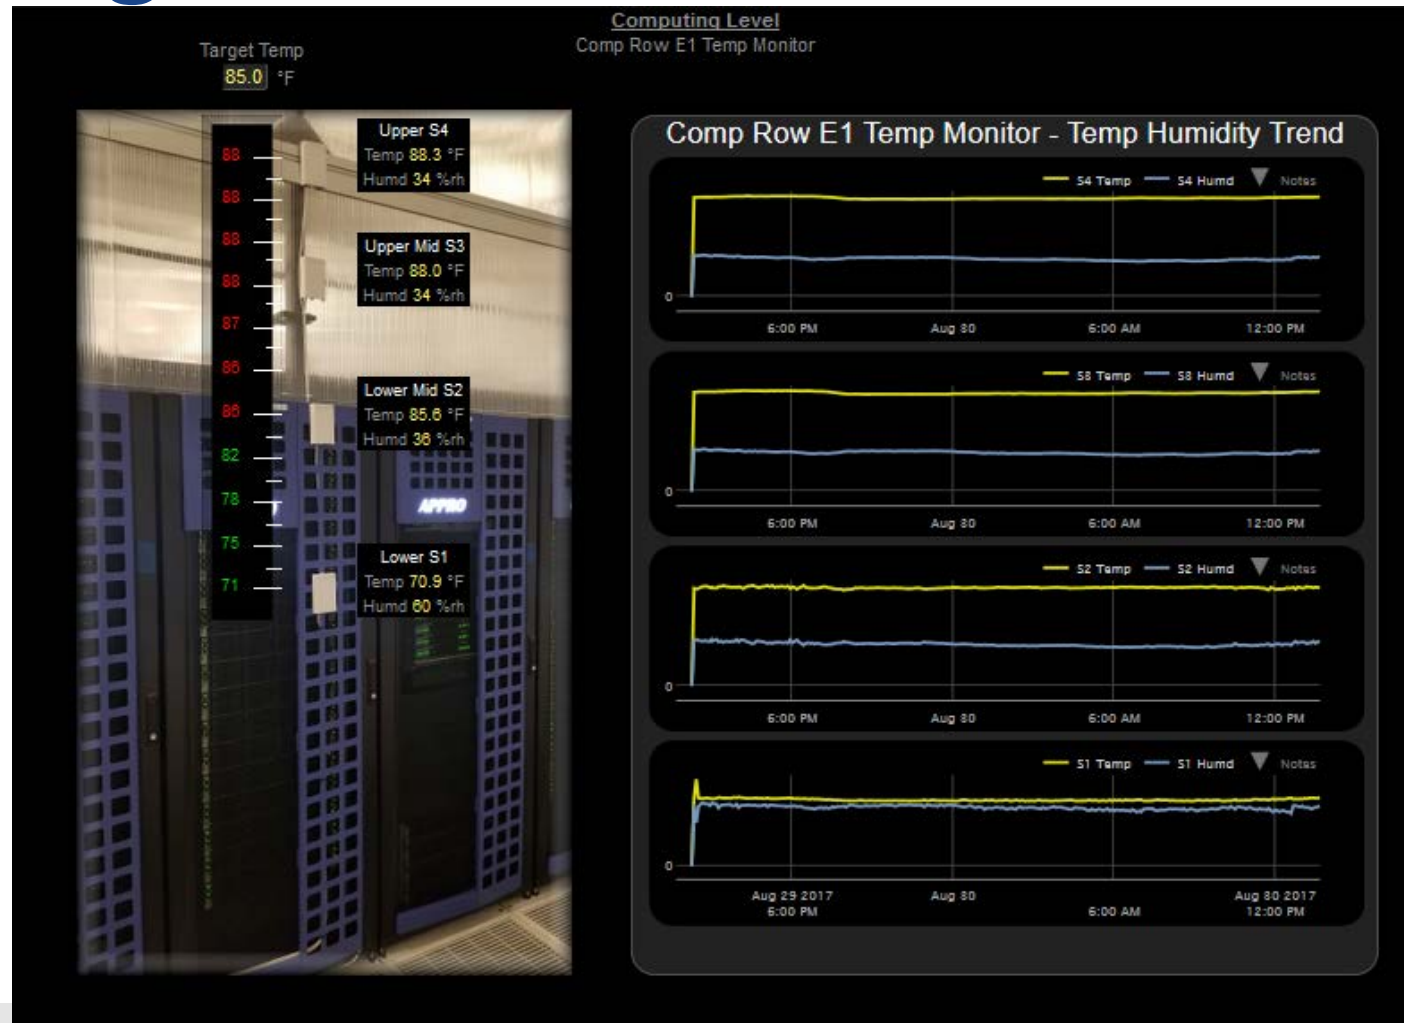 Computing Level
Comp Row E1 Temp Monitor
Target Temp
85.0 °F
88
88
88
88
87
86
86
82
78
75
71
Upper S4
Temp 88.3 °F
Humd 34 %rh
Upper Mid S3
Temp 88.0 °F
Humd 34 %rh
Lower Mid S2
Temp 85.6 °F
Humd 36 %rh
APPRO
Lower S1
Temp 70.9 °F
Humd 60 %rh
Comp Row E1 Temp Monitor - Temp Humidity Trend
S4 Temp S4 Humd Notes
0
6:00 PM Aug 30 6:00 AM 12:00 PM
S3 Temp S3 Humd Notes
0
6:00 PM Aug 30 6:00 AM 12:00 PM
S2 Temp S2 Humd Notes
0
6:00 PM Aug 30 6:00 AM 12:00 PM
S1 Temp S1 Humd Notes
0
Aug 29 2017 Aug 30 Aug 30 2017
6:00 PM 6:00 AM 12:00 PM